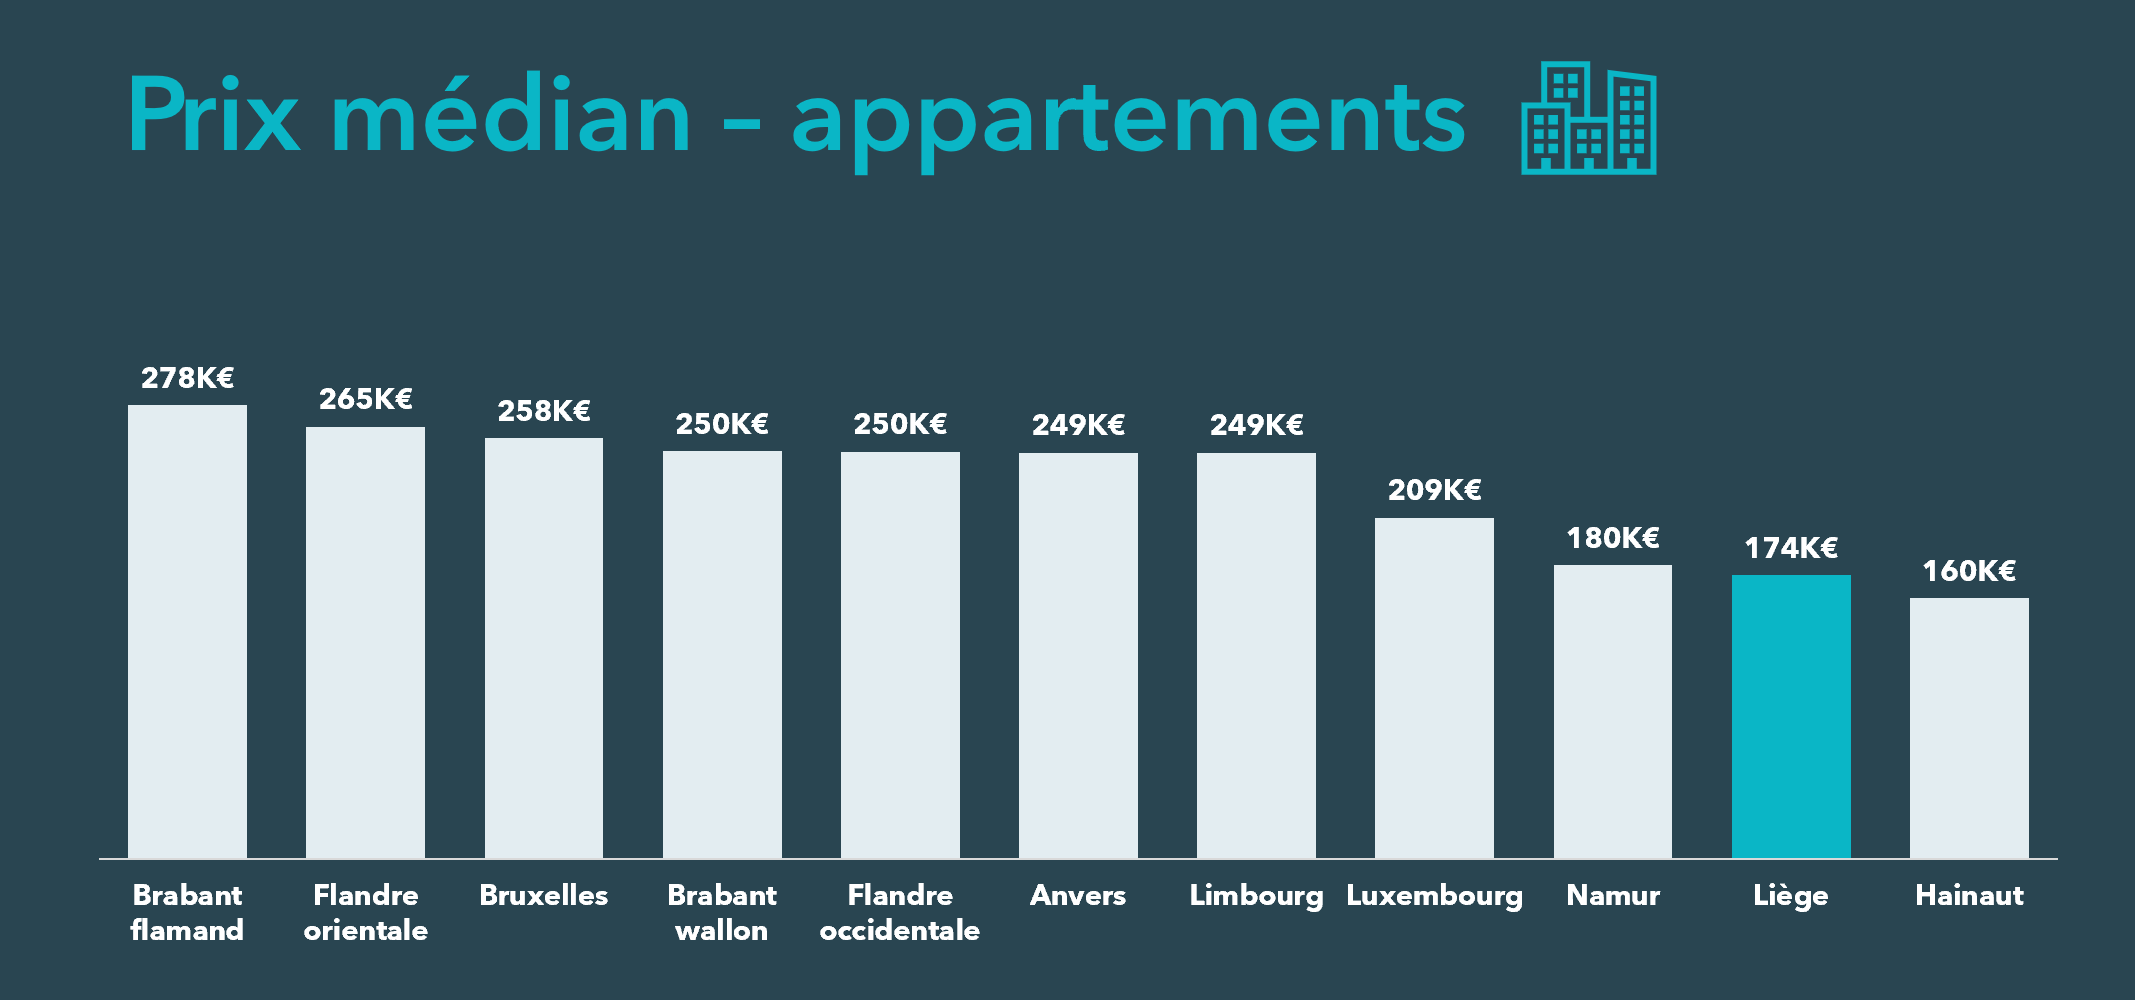 Prix médian – appartements
278K€
265K€
258K€
250K€
250K€
249K€
249K€
209K€
180K€
174K€
160K€
Brabant
flamand
Flandre
orientale
Bruxelles
Brabant
wallon
Flandre
occidentale
Anvers
Limbourg
Luxembourg
Namur
Liège
Hainaut